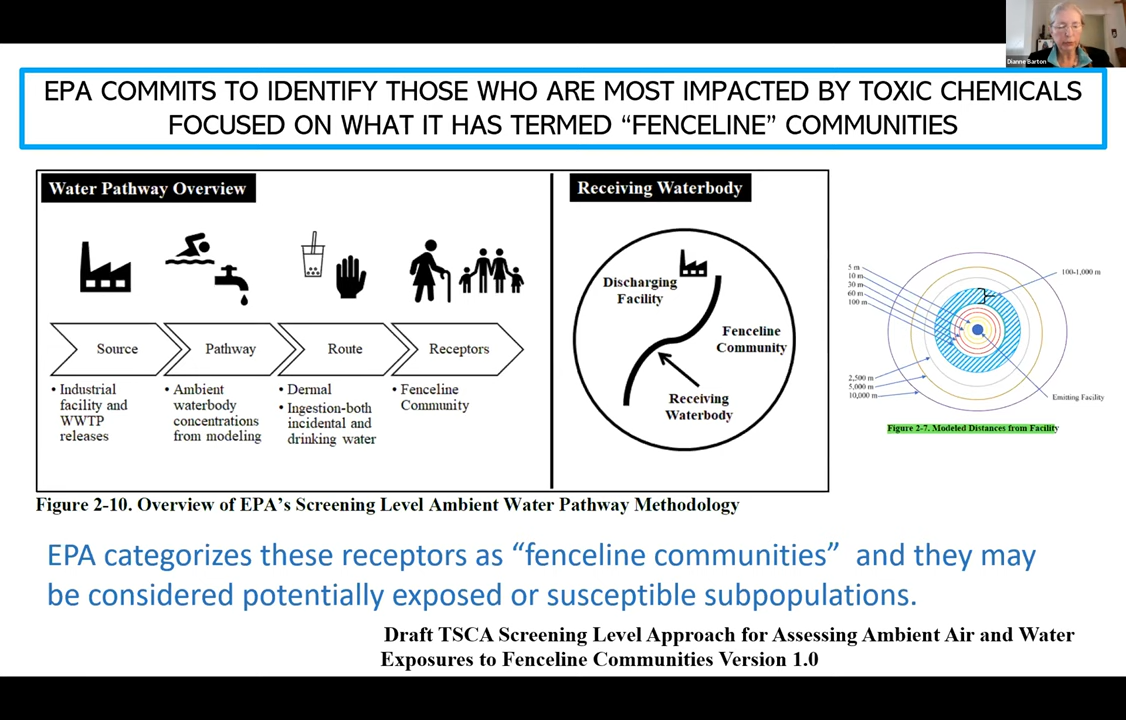 Dianne Barton
EPA COMMITS TO IDENTIFY THOSE WHO ARE MOST IMPACTED BY TOXIC CHEMICALS
FOCUSED ON WHAT IT HAS TERMED “FENCELINE” COMMUNITIES
Water Pathway Overview
Source
Pathway
Route
Receptors
• Industrial
facility and
WWTP
releases
• Ambient
waterbody
concentrations
from modeling
• Dermal
• Ingestion-both
incidental and
drinking water
• Fenceline
Community
Receiving Waterbody
Discharging
Facility
Fenceline
Community
Receiving
Waterbody
5 m
10 m
30 m
60 m
100 m
100-1,000 m
2,500 m
5,000 m
10,000 m
Emitting Facility
Figure 2-7. Modeled Distances from Facility
Figure 2-10. Overview of EPA’s Screening Level Ambient Water Pathway Methodology
EPA categorizes these receptors as “fenceline communities” and they may
be considered potentially exposed or susceptible subpopulations.
Draft TSCA Screening Level Approach for Assessing Ambient Air and Water
Exposures to Fenceline Communities Version 1.0